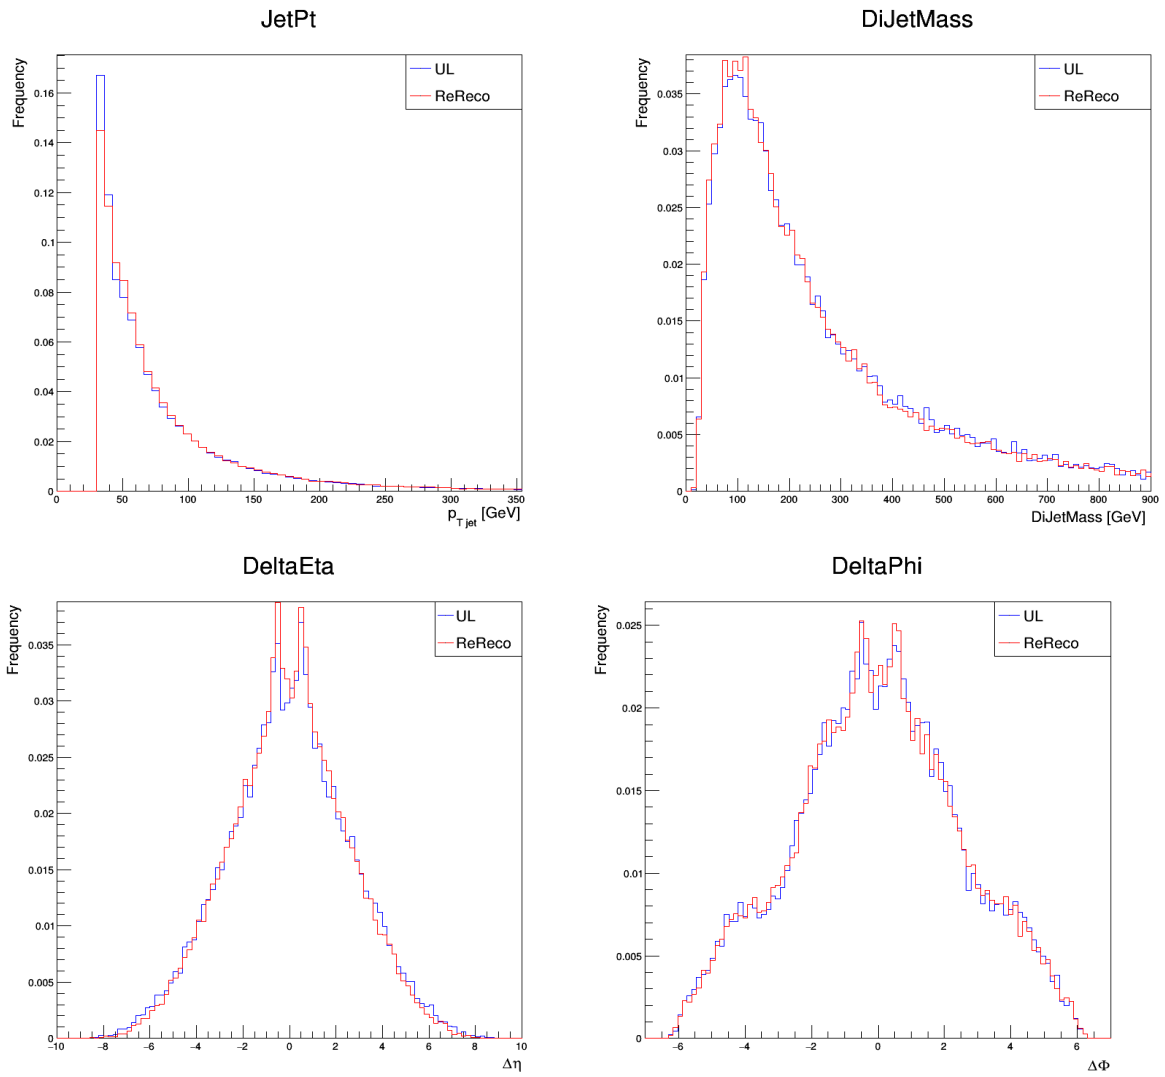 JetPt
Frequency
UL
ReReco
0.16
0.14
0.12
0.1
0.08
0.06
0.04
0.02
0
0 50 100 150 200 250 300 350
p_T jet [GeV]
DiJetMass
Frequency
UL
ReReco
0.035
0.03
0.025
0.02
0.015
0.01
0.005
0
0 100 200 300 400 500 600 700 800 900
DiJetMass [GeV]
DeltaEta
Frequency
UL
ReReco
0.035
0.03
0.025
0.02
0.015
0.01
0.005
0
−10 −8 −6 −4 −2 0 2 4 6 8 10
Δη
DeltaPhi
Frequency
UL
ReReco
0.025
0.02
0.015
0.01
0.005
0
−6 −4 −2 0 2 4 6
ΔΦ